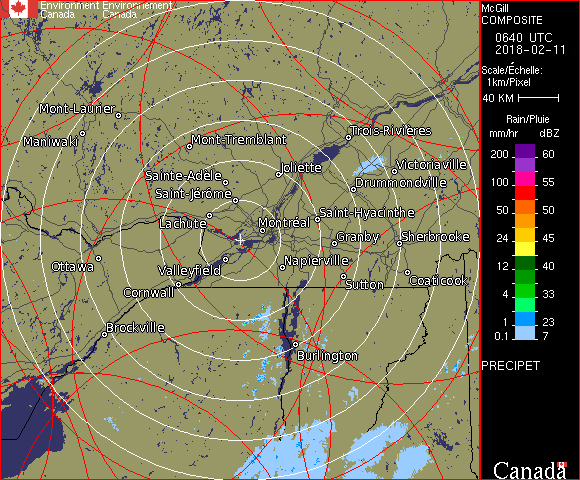 Environment Environnement
Canada Canada
McGill
COMPOSITE
0640 UTC
2018-02-11
Scale/Échelle:
1km/Pixel
40 KM
Rain/Pluie
mm/hr dBZ
200 60
150 57
100 55
50 50
24 45
12 40
4 33
1 23
0.1 7
PRECIPET
Mont-Laurier
Maniwaki
Mont-Tremblant
Trois-Rivières
Joliette
Victoriaville
Sainte-Adèle
Drummondville
Saint-Jérôme
Saint-Hyacinthe
Lachute
Montréal
Granby
Sherbrooke
Ottawa
Valleyfield
Napierville
Coaticook
Cornwall
Sutton
Brockville
Burlington
Canada